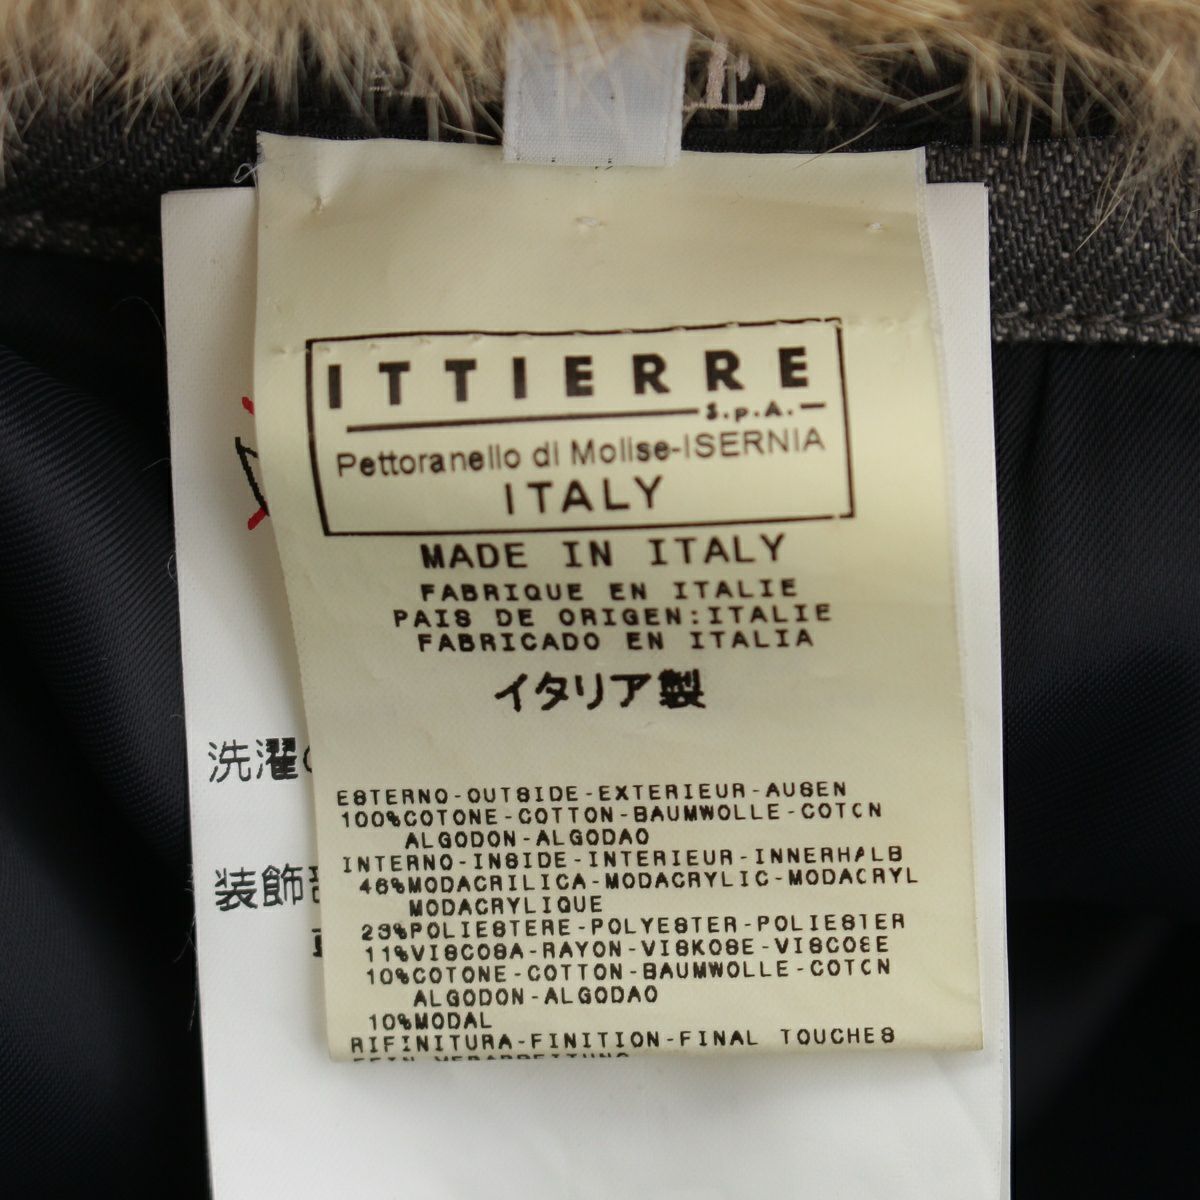 E
ITTIERRE
S.p.A.
Pettoranello di Molise-ISERNIA
ITALY
MADE IN ITALY
FABRIQUE EN ITALIE
PAIS DE ORIGEN:ITALIE
FABRICADO EN ITALIA
イタリア製
洗濯
装飾
ESTERNO-OUTSIDE-EXTERIEUR-AUSEN
100%COTONE-COTTON-BAUMWOLLE-COTON
ALGODON-ALGODAO
INTERNO-INSIDE-INTERIEUR-INNERHALB
46%MODACRILICA-MODACRYLIC-MODACRYL
MODACRYLIQUE
23%POLIESTERE-POLYESTER-POLIESTER
11%VISCOSA-RAYON-VISKOSE-VISCOSE
10%COTONE-COTTON-BAUMWOLLE-COTON
ALGODON-ALGODAO
10%MODAL
RIFINITURA-FINITION-FINAL TOUCHES